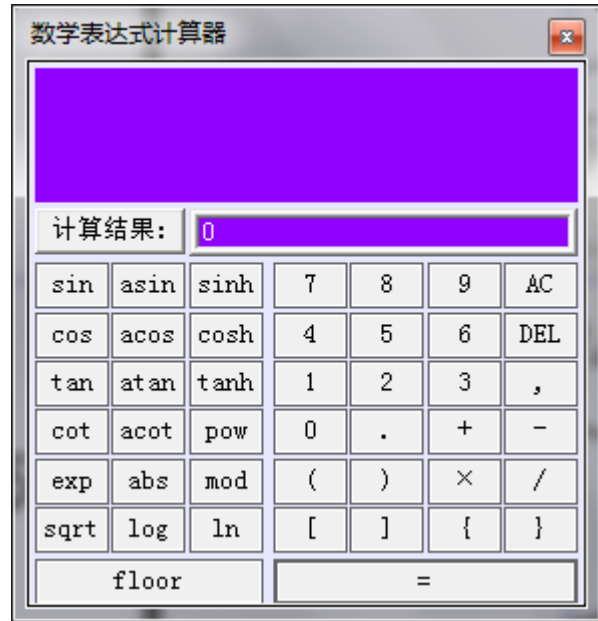 数学表达式计算器
计算结果: 0
sin asin sinh 7 8 9 AC
cos acos cosh 4 5 6 DEL
tan atan tanh 1 2 3 ,
cot acot pow 0 . + -
exp abs mod ( ) × /
sqrt log ln [ ] { }
floor =